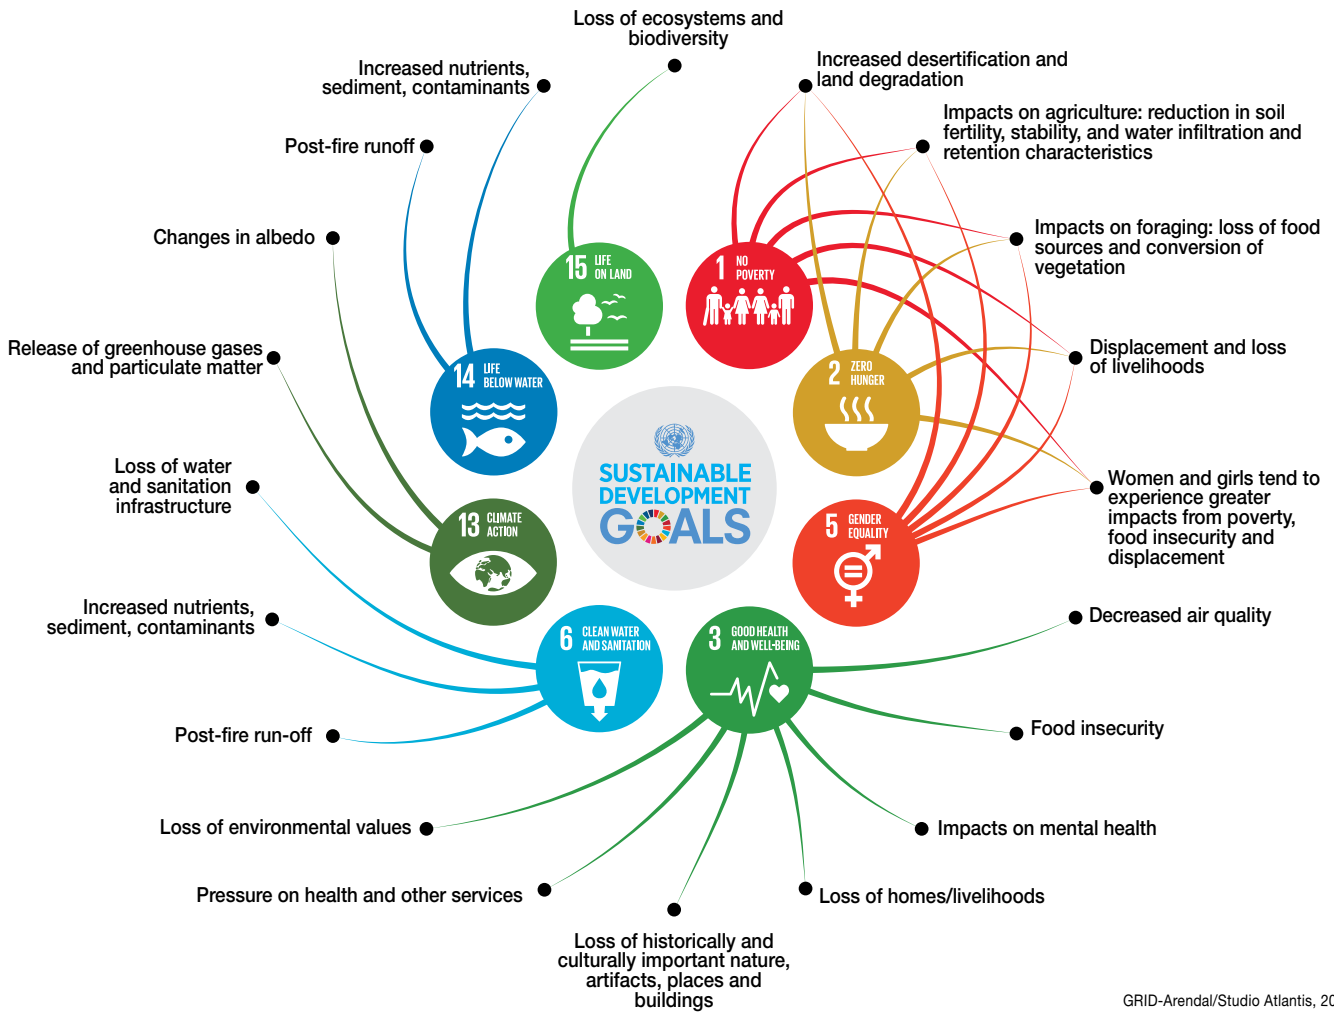 Loss of ecosystems and
biodiversity
Increased nutrients,
sediment, contaminants
Increased desertification and
land degradation
Post-fire runoff
Impacts on agriculture: reduction in soil
fertility, stability, and water infiltration and
retention characteristics
Changes in albedo
Impacts on foraging: loss of food
sources and conversion of
vegetation
15 LIFE
ON LAND
1 NO
POVERTY
Release of greenhouse gases
and particulate matter
Displacement and loss
of livelihoods
14 LIFE
BELOW WATER
2 ZERO
HUNGER
Loss of water
and sanitation
infrastructure
SUSTAINABLE
DEVELOPMENT
GOALS
Women and girls tend to
experience greater
impacts from poverty,
food insecurity and
displacement
13 CLIMATE
ACTION
5 GENDER
EQUALITY
Increased nutrients,
sediment, contaminants
Decreased air quality
6 CLEAN WATER
AND SANITATION
3 GOOD HEALTH
AND WELL-BEING
Post-fire run-off
Food insecurity
Loss of environmental values
Impacts on mental health
Pressure on health and other services
Loss of homes/livelihoods
Loss of historically and
culturally important nature,
artifacts, places and
buildings
GRID-Arendal/Studio Atlantis, 20